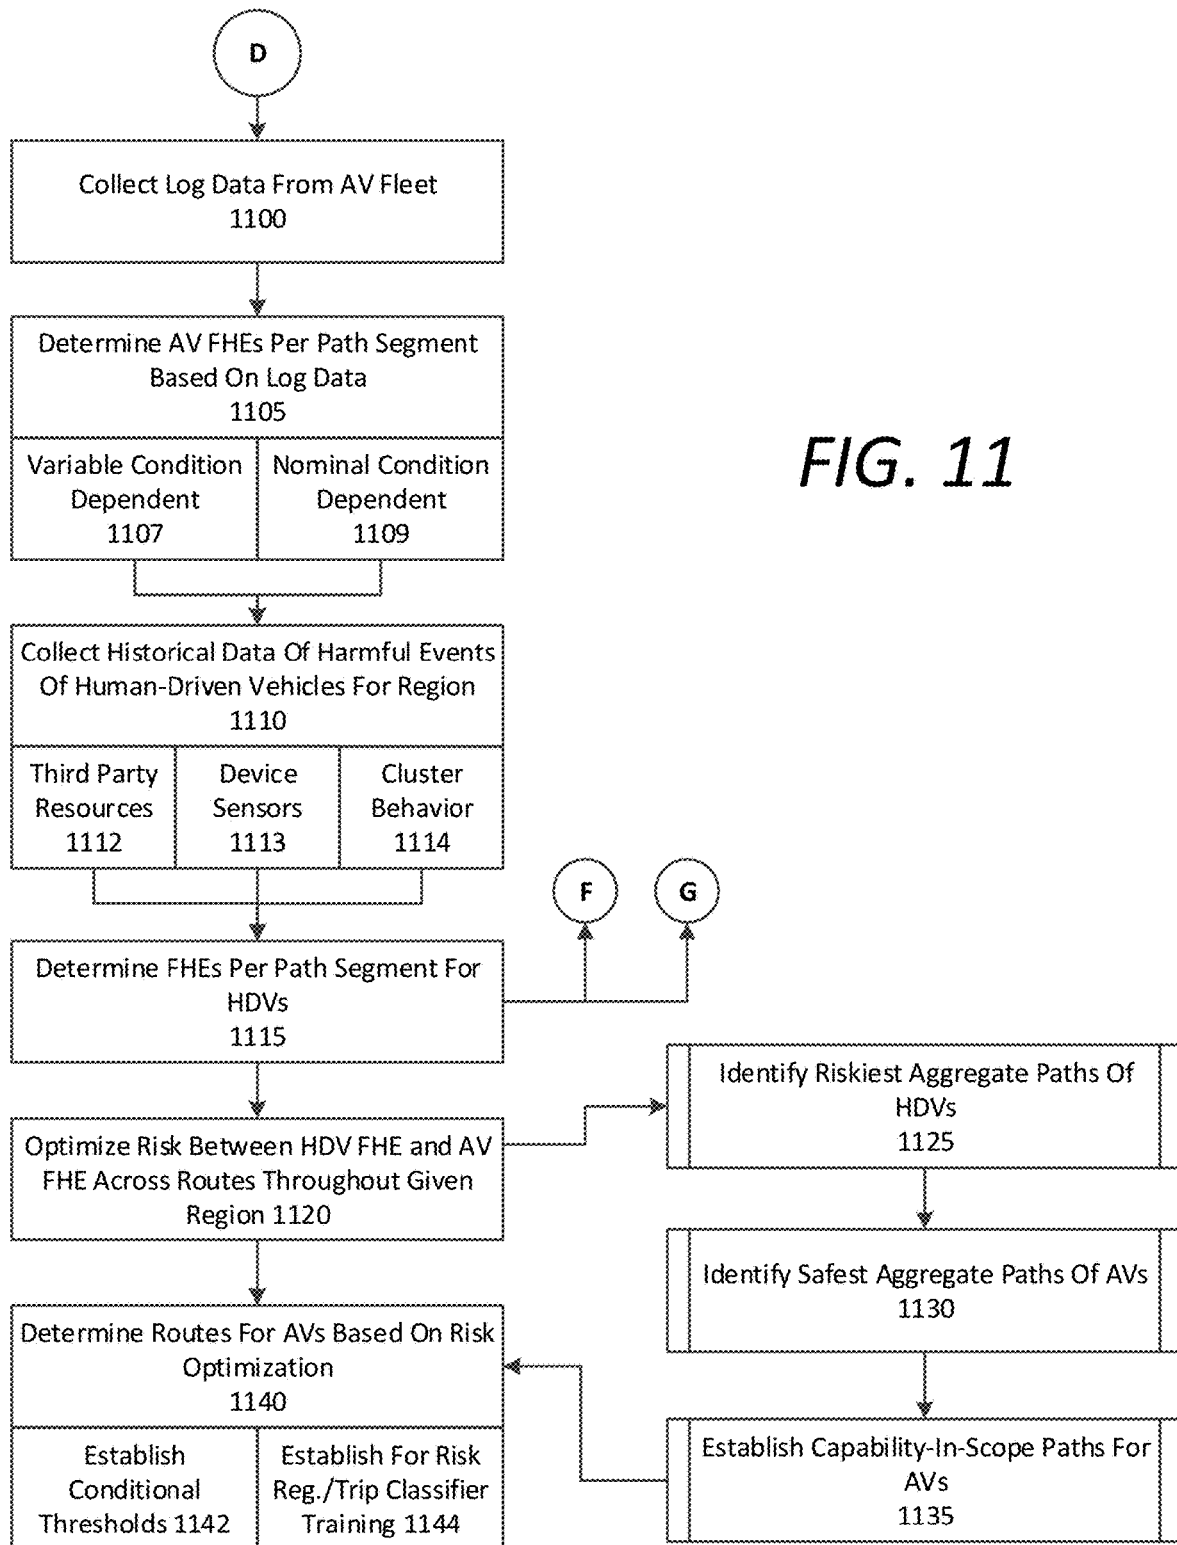 D
Collect Log Data From AV Fleet
1100
Determine AV FHEs Per Path Segment
Based On Log Data
1105
Variable Condition
Dependent
1107
Nominal Condition
Dependent
1109
FIG. 11
Collect Historical Data Of Harmful Events
Of Human-Driven Vehicles For Region
1110
Third Party
Resources
1112
Device
Sensors
1113
Cluster
Behavior
1114
F
G
Determine FHEs Per Path Segment For
HDVs
1115
Optimize Risk Between HDV FHE and AV
FHE Across Routes Throughout Given
Region 1120
Identify Riskiest Aggregate Paths Of
HDVs
1125
Identify Safest Aggregate Paths Of AVs
1130
Establish Capability-In-Scope Paths For
AVs
1135
Determine Routes For AVs Based On Risk
Optimization
1140
Establish
Conditional
Thresholds 1142
Establish For Risk
Reg./Trip Classifier
Training 1144